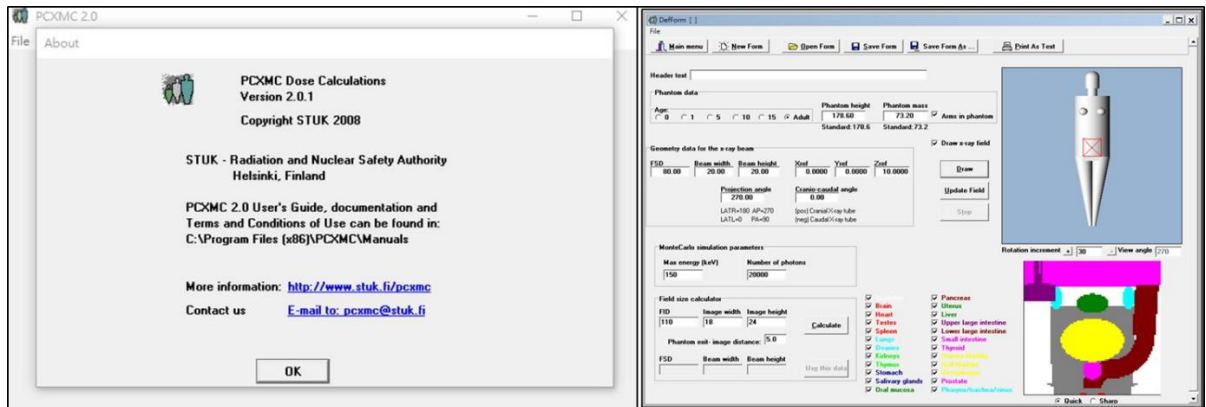 PCXMC 2.0
File
About
PCXMC Dose Calculations
Version 2.0.1
Copyright STUK 2008
STUK - Radiation and Nuclear Safety Authority
Helsinki, Finland
PCXMC 2.0 User's Guide, documentation and
Terms and Conditions of Use can be found in:
C:\Program Files (x86)\PCXMC\Manuals
More information: http://www.stuk.fi/pcxmc
Contact us E-mail to: pcxmc@stuk.fi
OK
DefForm [ ]
File
Main menu New Form Open Form Save Form Save Form As ... Print As Text
Header text
Phantom data
Age: 0 1 5 10 15 Adult
Phantom height Phantom mass
178.60 73.20 Arms in phantom
Standard: 178.6 Standard: 73.2
Draw x-ray field
Geometry data for the x-ray beam
FSD Beam width Beam height Xref Yref Zref
80.00 20.00 20.00 0.0000 0.0000 10.0000
Draw
Projection angle Cranio-caudal angle
270.00 0.00
Update Field
LATR=180 AP=270 (pos) Cranial X-ray tube
LATL=0 PA=90 (neg) Caudal X-ray tube
Stop
MonteCarlo simulation parameters
Rotation increment + 30 - View angle 270
Max energy (keV) Number of photons
150 20000
Field size calculator
FID Image width Image height
110 18 24
Calculate
Phantom exit- image distance: 5.0
FSD Beam width Beam height
Use this data
Brain
Heart
Testes
Spleen
Lungs
Ovaries
Kidneys
Thymus
Stomach
Salivary glands
Oral mucosa
Pancreas
Uterus
Liver
Upper large intestine
Lower large intestine
Small intestine
Thyroid
Prostate
Pharynx/trachea/sinus
Quick Sharp